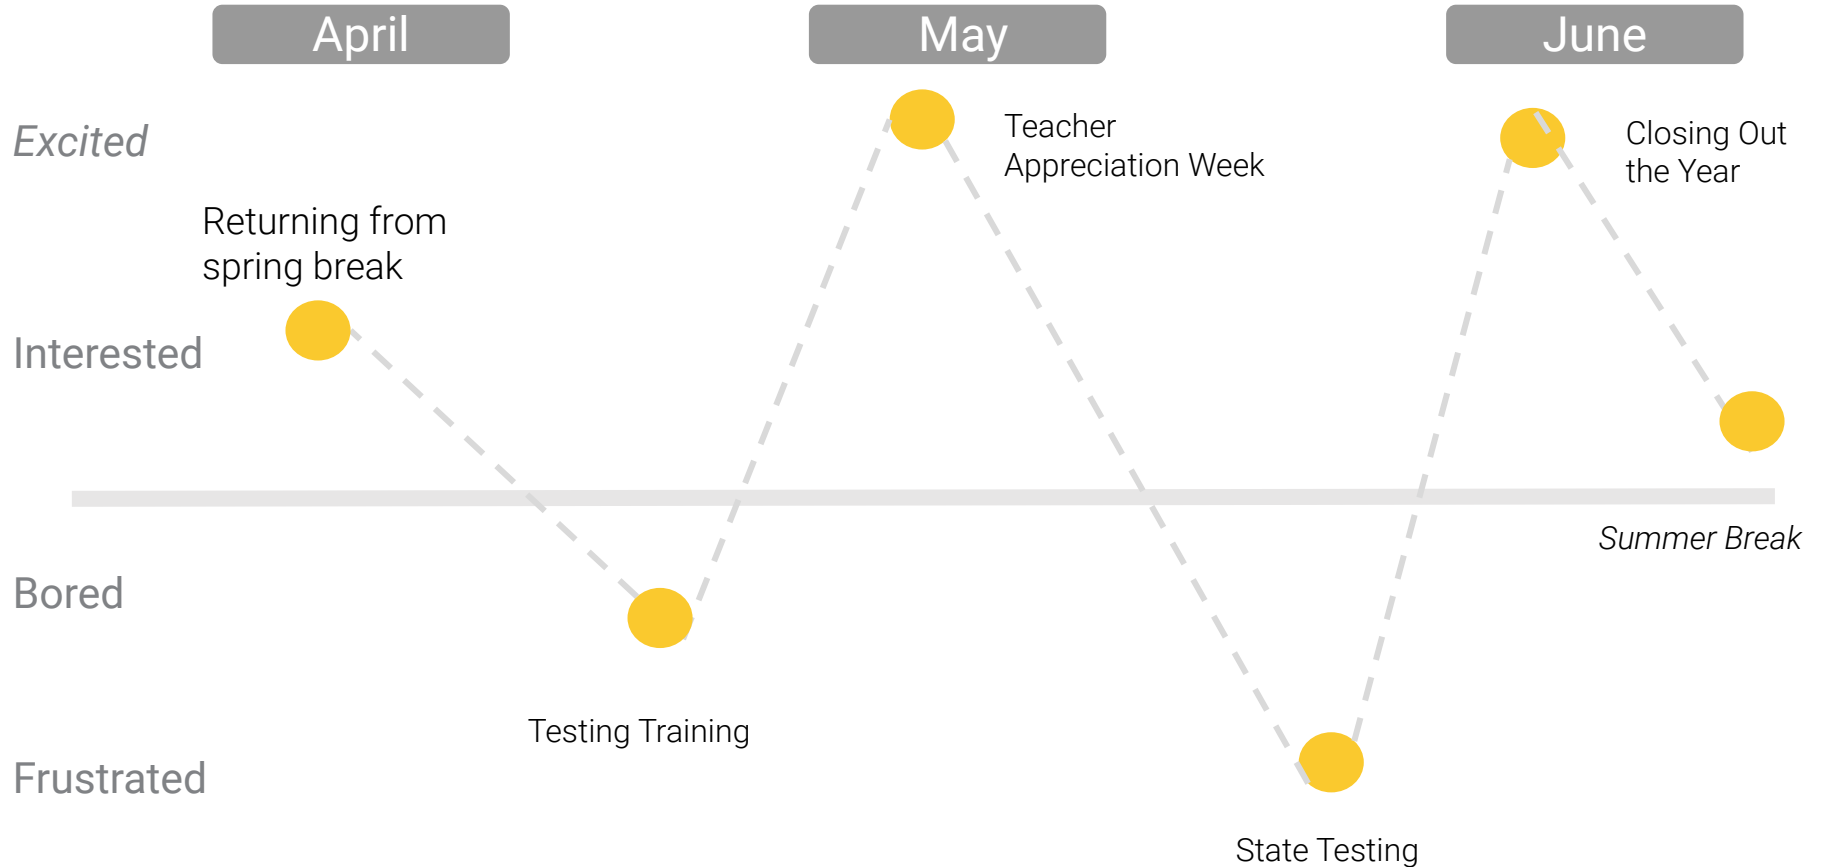 April
May
June
Excited
Teacher
Appreciation Week
Closing Out
the Year
Returning from
spring break
Interested
Summer Break
Bored
Testing Training
Frustrated
State Testing